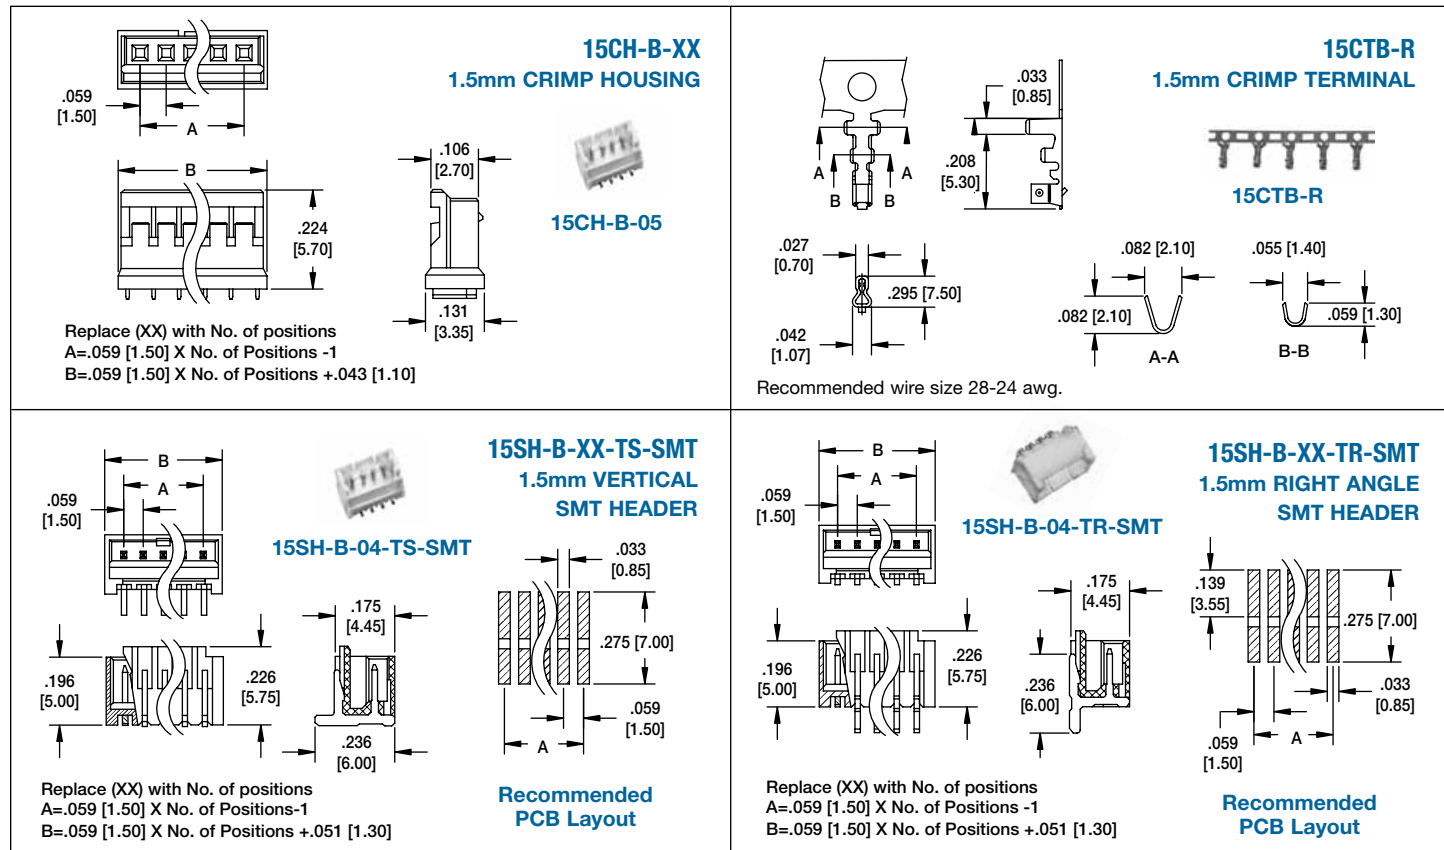 15CH-B-XX
1.5mm CRIMP HOUSING
.059
[1.50]
A
B
.106
[2.70]
.224
[5.70]
15CH-B-05
.131
[3.35]
Replace (XX) with No. of positions
A=.059 [1.50] X No. of Positions -1
B=.059 [1.50] X No. of Positions +.043 [1.10]
15CTB-R
1.5mm CRIMP TERMINAL
.033
[0.85]
A
A
B
B
.208
[5.30]
15CTB-R
.027
[0.70]
.295 [7.50]
.042
[1.07]
.082 [2.10]
.082 [2.10]
A-A
.055 [1.40]
.059 [1.30]
B-B
Recommended wire size 28-24 awg.
15SH-B-XX-TS-SMT
1.5mm VERTICAL
SMT HEADER
B
A
.059
[1.50]
15SH-B-04-TS-SMT
.033
[0.85]
.175
[4.45]
.275 [7.00]
.196
[5.00]
.226
[5.75]
.236
[6.00]
.059
[1.50]
A
Replace (XX) with No. of positions
A=.059 [1.50] X No. of Positions-1
B=.059 [1.50] X No. of Positions +.051 [1.30]
Recommended
PCB Layout
15SH-B-XX-TR-SMT
1.5mm RIGHT ANGLE
SMT HEADER
B
A
.059
[1.50]
15SH-B-04-TR-SMT
.175
[4.45]
.139
[3.55]
.275 [7.00]
.196
[5.00]
.226
[5.75]
.236
[6.00]
.033
[0.85]
.059
[1.50]
A
Replace (XX) with No. of positions
A=.059 [1.50] X No. of Positions -1
B=.059 [1.50] X No. of Positions +.051 [1.30]
Recommended
PCB Layout